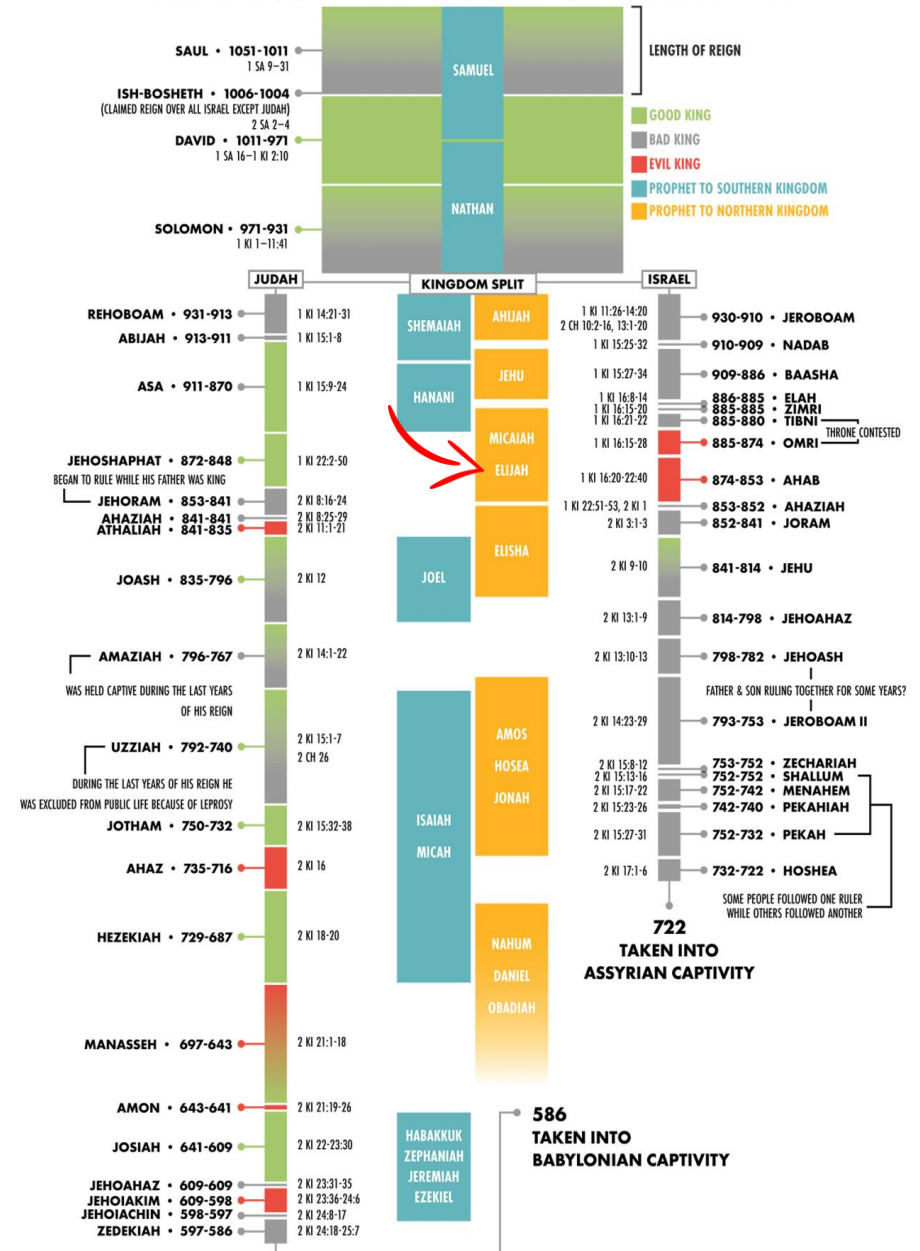 SAUL • 1051-1011
1 SA 9–31
ISH-BOSHETH • 1006-1004
(CLAIMED REIGN OVER ALL ISRAEL EXCEPT JUDAH)
2 SA 2–4
DAVID • 1011-971
1 SA 16–1 KI 2:10
SOLOMON • 971-931
1 KI 1–11:41
SAMUEL
NATHAN
LENGTH OF REIGN
GOOD KING
BAD KING
EVIL KING
PROPHET TO SOUTHERN KINGDOM
PROPHET TO NORTHERN KINGDOM
JUDAH
KINGDOM SPLIT
ISRAEL
REHOBOAM • 931-913
1 KI 14:21-31
ABIJAH • 913-911
1 KI 15:1-8
ASA • 911-870
1 KI 15:9-24
JEHOSHAPHAT • 872-848
1 KI 22:2-50
BEGAN TO RULE WHILE HIS FATHER WAS KING
JEHORAM • 853-841
2 KI 8:16-24
AHAZIAH • 841-841
2 KI 8:25-29
ATHALIAH • 841-835
2 KI 11:1-21
JOASH • 835-796
2 KI 12
AMAZIAH • 796-767
2 KI 14:1-22
WAS HELD CAPTIVE DURING THE LAST YEARS
OF HIS REIGN
UZZIAH • 792-740
2 KI 15:1-7
2 CH 26
DURING THE LAST YEARS OF HIS REIGN HE
WAS EXCLUDED FROM PUBLIC LIFE BECAUSE OF LEPROSY
JOTHAM • 750-732
2 KI 15:32-38
AHAZ • 735-716
2 KI 16
HEZEKIAH • 729-687
2 KI 18-20
MANASSEH • 697-643
2 KI 21:1-18
AMON • 643-641
2 KI 21:19-26
JOSIAH • 641-609
2 KI 22-23:30
JEHOAHAZ • 609-609
2 KI 23:31-35
JEHOIAKIM • 609-598
2 KI 23:36-24:6
JEHOIACHIN • 598-597
2 KI 24:8-17
ZEDEKIAH • 597-586
2 KI 24:18-25:7
SHEMAIAH
HANANI
JOEL
ISAIAH
MICAH
HABAKKUK
ZEPHANIAH
JEREMIAH
EZEKIEL
AHIJAH
JEHU
MICAIAH
ELIJAH
ELISHA
AMOS
HOSEA
JONAH
NAHUM
DANIEL
OBADIAH
1 KI 11:26-14:20
2 CH 10:2-16, 13:1-20
930-910 • JEROBOAM
1 KI 15:25-32
910-909 • NADAB
1 KI 15:27-34
909-886 • BAASHA
1 KI 16:8-14
886-885 • ELAH
1 KI 16:15-20
885-885 • ZIMRI
1 KI 16:21-22
885-880 • TIBNI
THRONE CONTESTED
1 KI 16:15-28
885-874 • OMRI
1 KI 16:20-22:40
874-853 • AHAB
1 KI 22:51-53, 2 KI 1
853-852 • AHAZIAH
2 KI 3:1-3
852-841 • JORAM
2 KI 9-10
841-814 • JEHU
2 KI 13:1-9
814-798 • JEHOAHAZ
2 KI 13:10-13
798-782 • JEHOASH
FATHER & SON RULING TOGETHER FOR SOME YEARS?
2 KI 14:23-29
793-753 • JEROBOAM II
2 KI 15:8-12
753-752 • ZECHARIAH
2 KI 15:13-16
752-752 • SHALLUM
2 KI 15:17-22
752-742 • MENAHEM
2 KI 15:23-26
742-740 • PEKAHIAH
2 KI 15:27-31
752-732 • PEKAH
2 KI 17:1-6
732-722 • HOSHEA
SOME PEOPLE FOLLOWED ONE RULER
WHILE OTHERS FOLLOWED ANOTHER
722
TAKEN INTO
ASSYRIAN CAPTIVITY
586
TAKEN INTO
BABYLONIAN CAPTIVITY